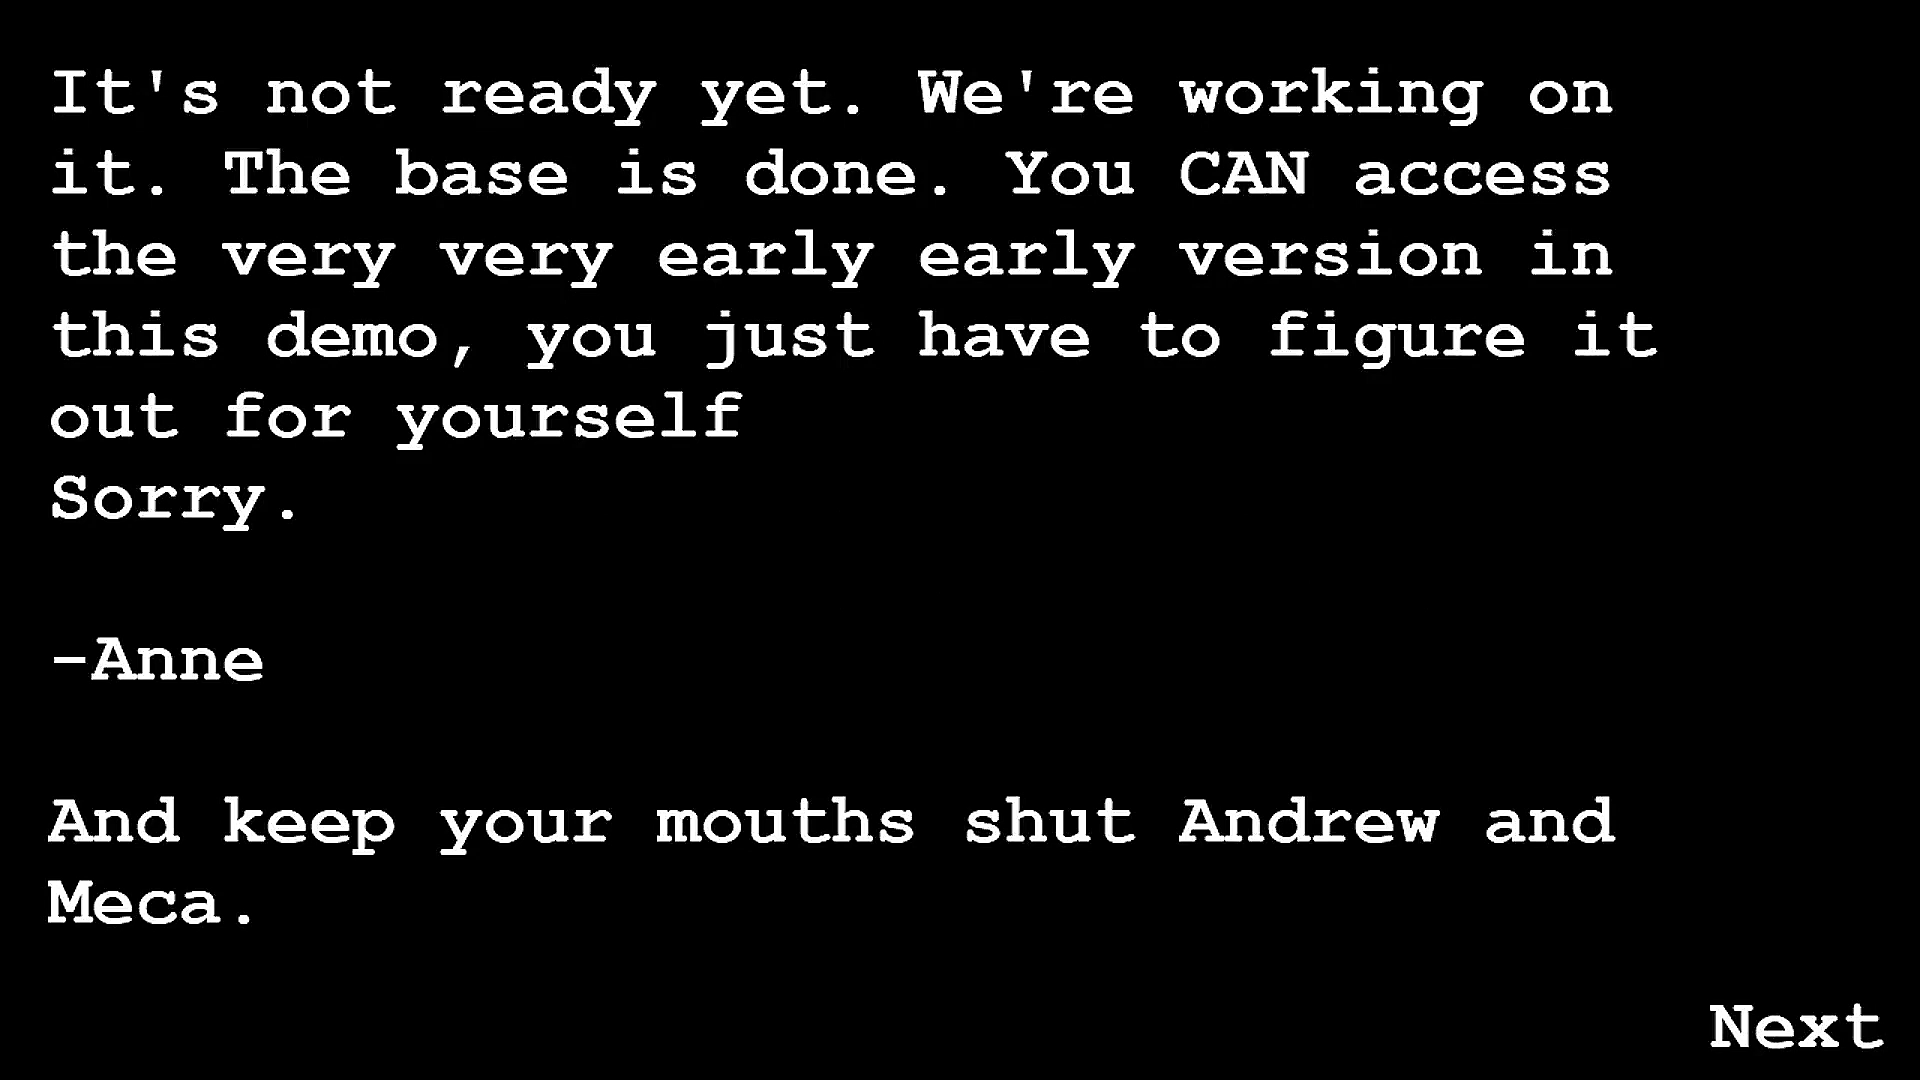 It's not ready yet. We're working on
it. The base is done. You CAN access
the very very early early version in
this demo, you just have to figure it
out for yourself
Sorry.
-Anne
And keep your mouths shut Andrew and
Meca.
Next